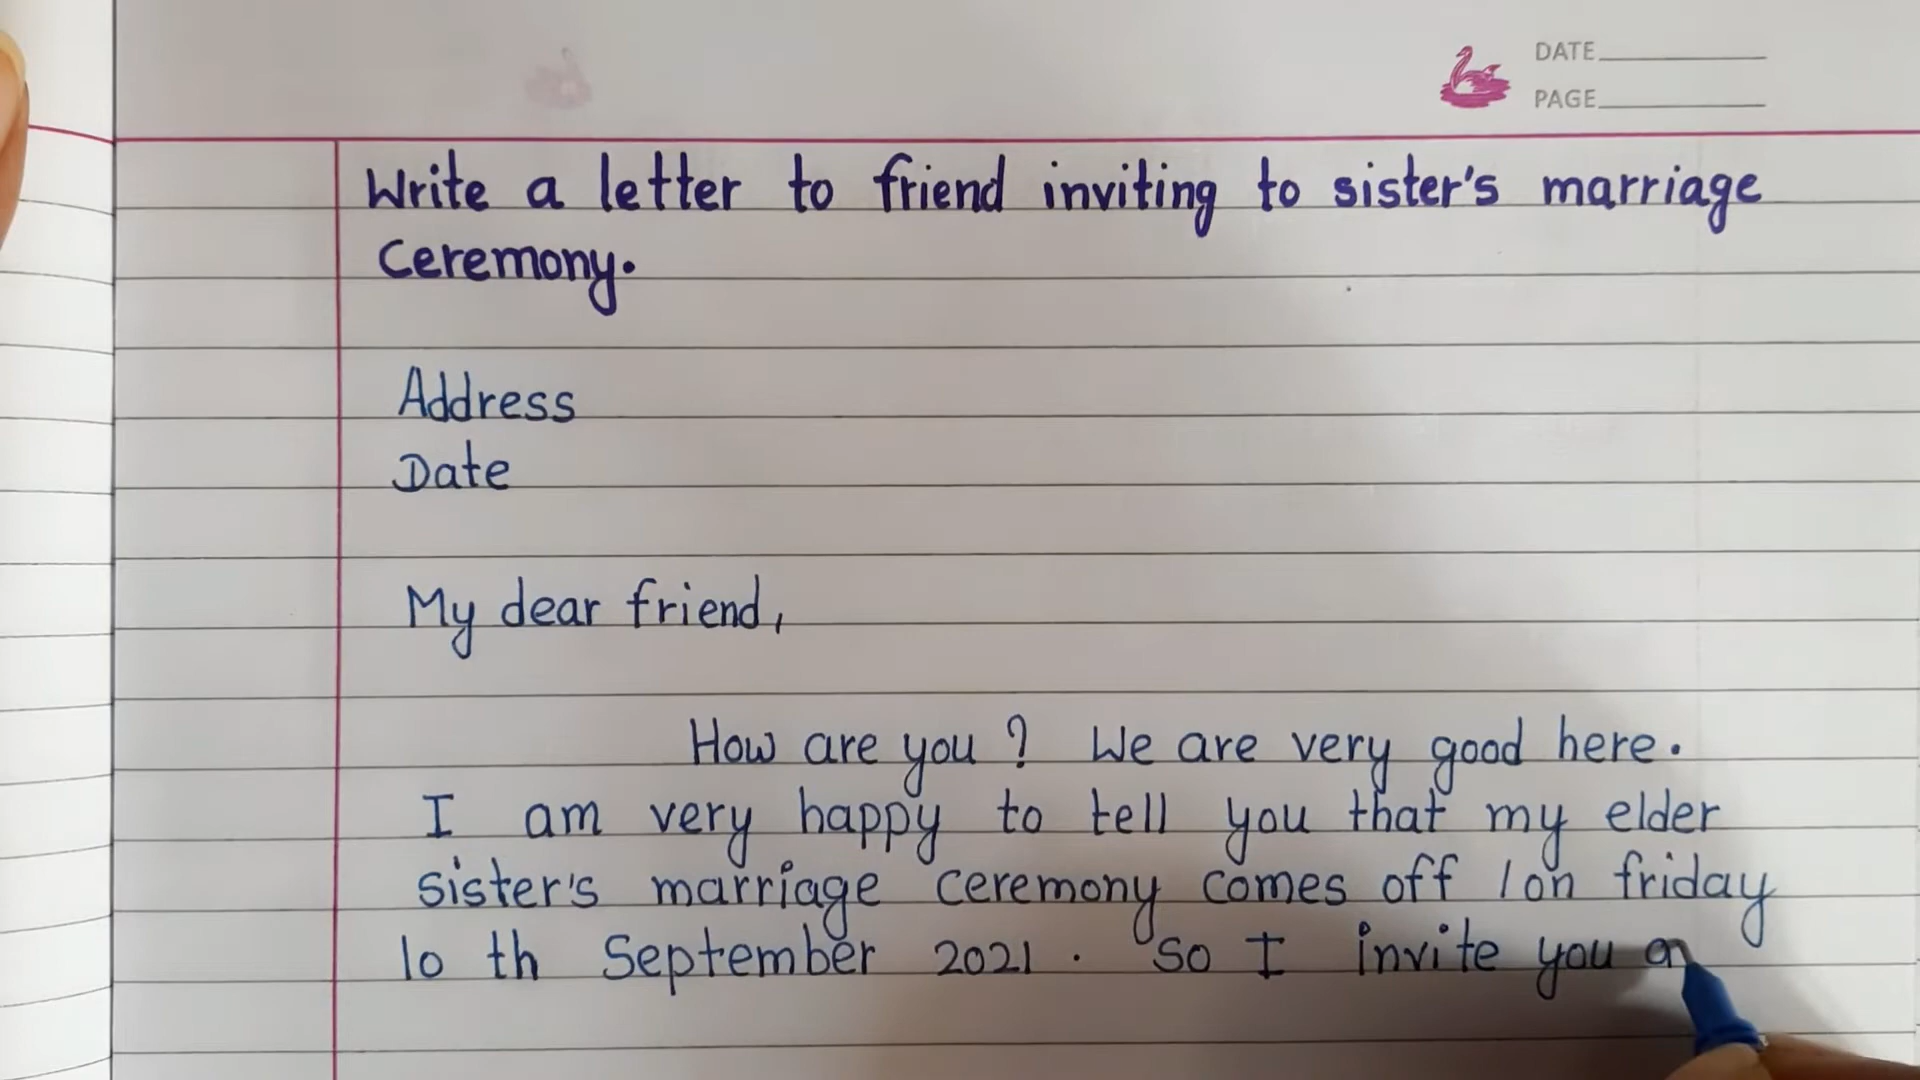 DATE
PAGE
Write a letter to friend inviting to sister's marriage
ceremony.
Address
Date
My dear friend,
How are you ? We are very good here.
I am very happy to tell you that my elder
sister's marriage ceremony comes off / on friday
10 th September 2021 . So I invite you